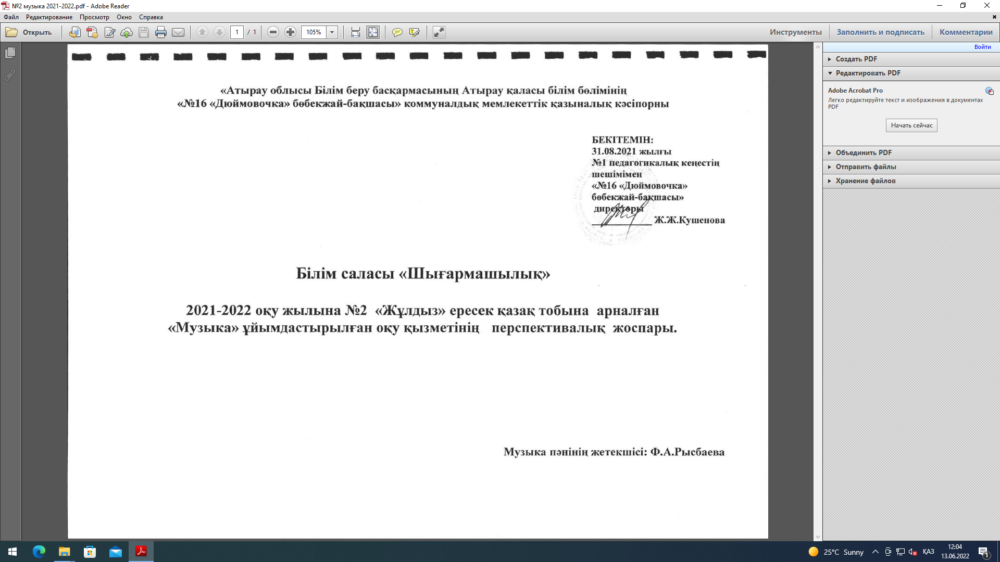 №2 музыка 2021-2022.pdf - Adobe Reader
Файл Редактирование Просмотр Окно Справка
Открыть 1 / 1 105% Инструменты Заполнить и подписать Комментарии
Войти
Создать PDF
Редактировать PDF
Adobe Acrobat Pro
Легко редактируйте текст и изображения в документах
PDF
Начать сейчас
Объединить PDF
Отправить файлы
Хранение файлов
«Атырау облысы Білім беру басқармасының Атырау қаласы білім бөлімінің
«№16 «Дюймовочка» бөбекжай-бақшасы» коммуналдық мемлекеттік қазыналық кәсіпорны
БЕКІТЕМІН:
31.08.2021 жылғы
№1 педагогикалық кеңестің
шешімімен
«№16 «Дюймовочка»
бөбекжай-бақшасы»
директоры
____________ Ж.Ж.Кушенова
Білім саласы «Шығармашылық»
2021-2022 оқу жылына №2 «Жұлдыз» ересек қазақ тобына арналған
«Музыка» ұйымдастырылған оқу қызметінің перспективалық жоспары.
Музыка пәнінің жетекшісі: Ф.А.Рысбаева
25°C Sunny ҚАЗ 12:04
13.06.2022
1